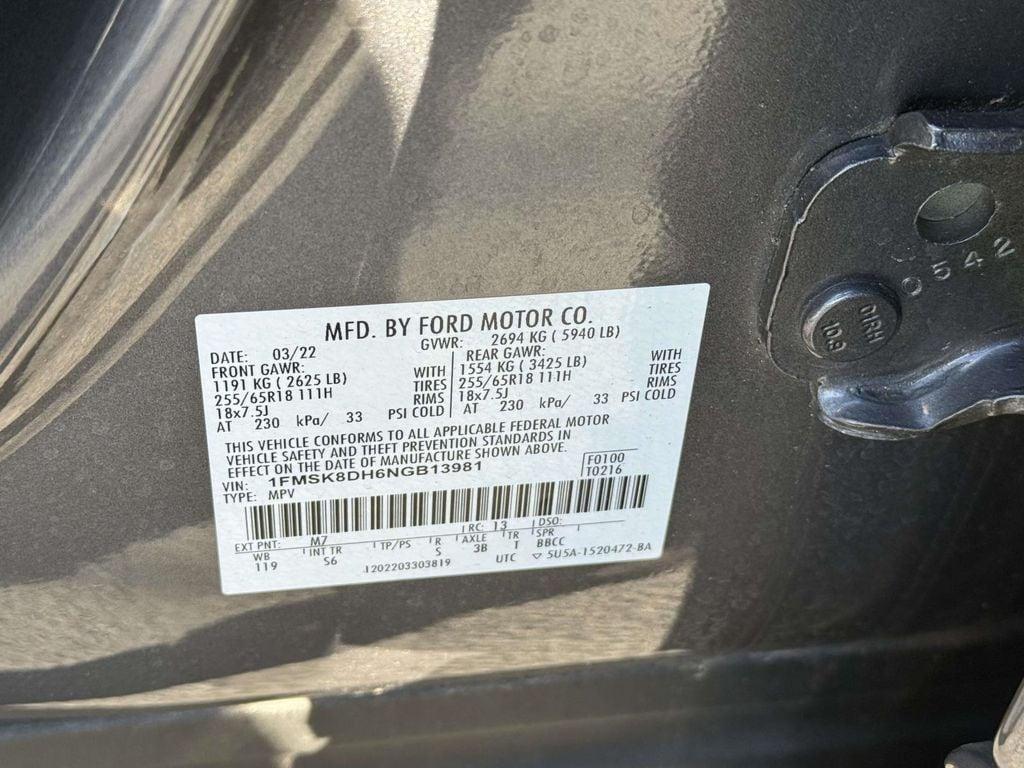 MFD. BY FORD MOTOR CO.
DATE: 03/22 GVWR: 2694 KG ( 5940 LB)
FRONT GAWR: REAR GAWR:
1191 KG ( 2625 LB) WITH 1554 KG ( 3425 LB) WITH
255/65R18 111H TIRES 255/65R18 111H TIRES
18x7.5J RIMS 18x7.5J RIMS
AT 230 kPa/ 33 PSI COLD AT 230 kPa/ 33 PSI COLD
THIS VEHICLE CONFORMS TO ALL APPLICABLE FEDERAL MOTOR
VEHICLE SAFETY AND THEFT PREVENTION STANDARDS IN
EFFECT ON THE DATE OF MANUFACTURE SHOWN ABOVE.
VIN: 1FMSK8DH6NGB13981 F0100
TYPE: MPV T0216
EXT PNT: M7 RC: 13 DSO:
WB INT TR TP/PS R AXLE TR SPR
119 S6 S 3B T BBCC
1202203303819 UTC ▽ 5U5A-1520472-BA
0542
01RH
10.9